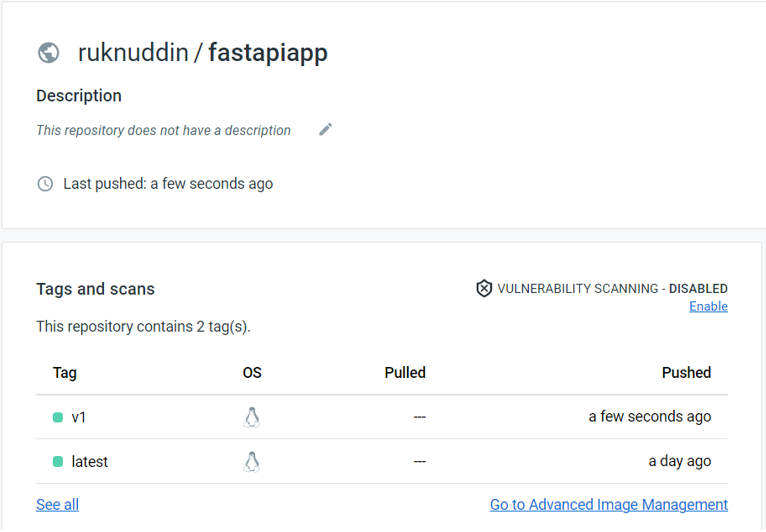 ruknuddin / fastapiapp
Description
This repository does not have a description
Last pushed: a few seconds ago
Tags and scans
VULNERABILITY SCANNING - DISABLED
Enable
This repository contains 2 tag(s).
Tag OS Pulled Pushed
v1 --- a few seconds ago
latest --- a day ago
See all Go to Advanced Image Management